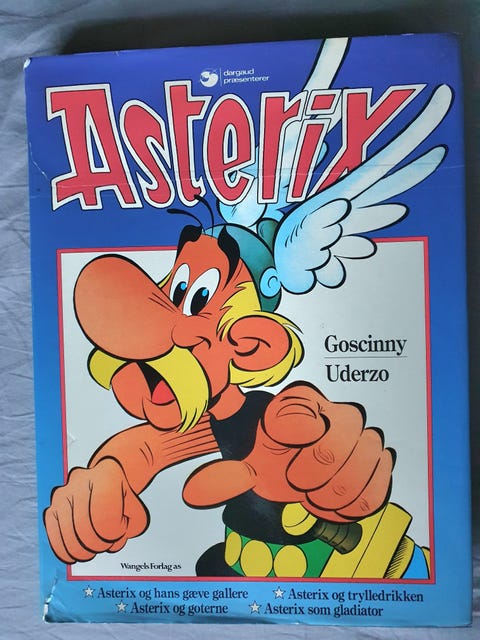 dargaud
præsenterer
Asterix
Goscinny
Uderzo
Wangels Forlag as
☆ Asterix og hans gæve gallere ☆ Asterix og trylledrikken
☆ Asterix og goterne ☆ Asterix som gladiator